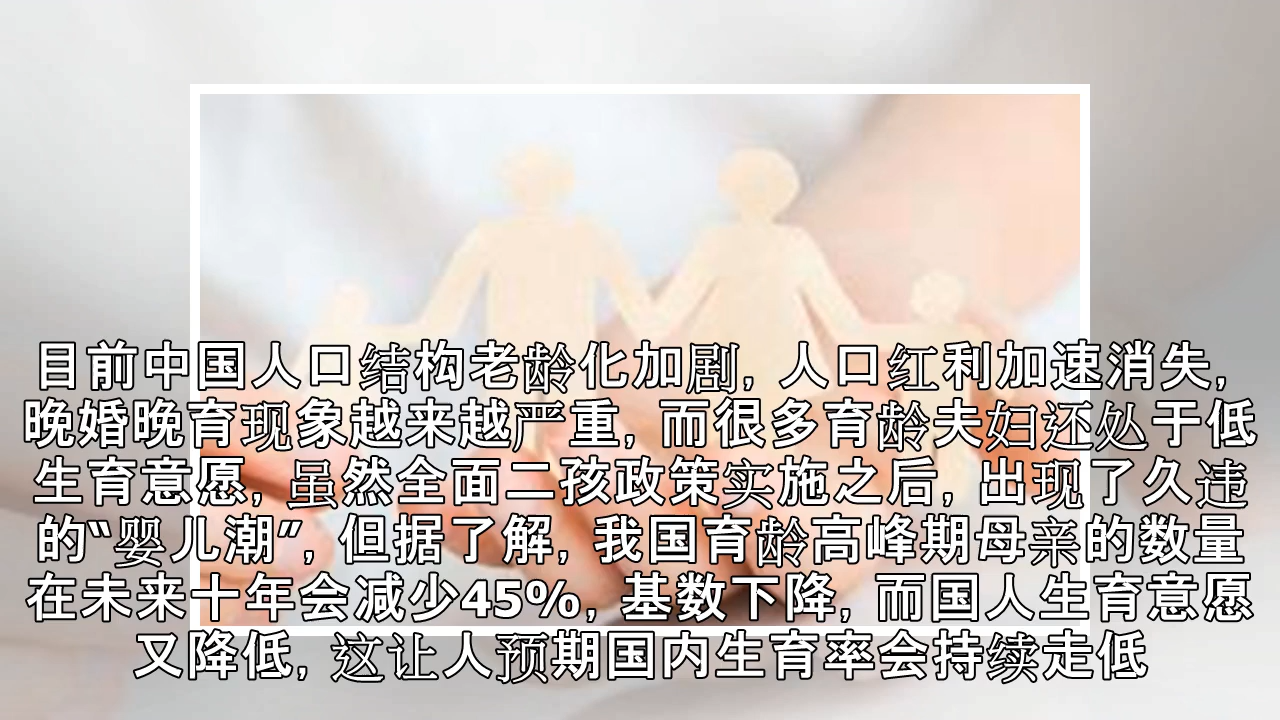 目前中国人口结构老龄化加剧, 人口红利加速消失,
晚婚晚育现象越来越严重, 而很多育龄夫妇还处于低
生育意愿, 虽然全面二孩政策实施之后, 出现了久违
的“婴儿潮”, 但据了解, 我国育龄高峰期母亲的数量
在未来十年会减少45%, 基数下降, 而国人生育意愿
又降低, 这让人预期国内生育率会持续走低